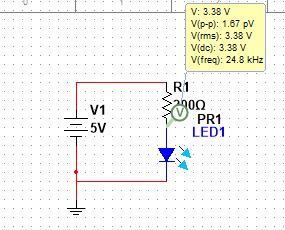 0
V: 3.38 V
V(p-p): 1.67 pV
V(rms): 3.38 V
V(dc): 3.38 V
V(freq): 24.8 kHz
R1
200Ω
V
PR1
LED1
V1
5V